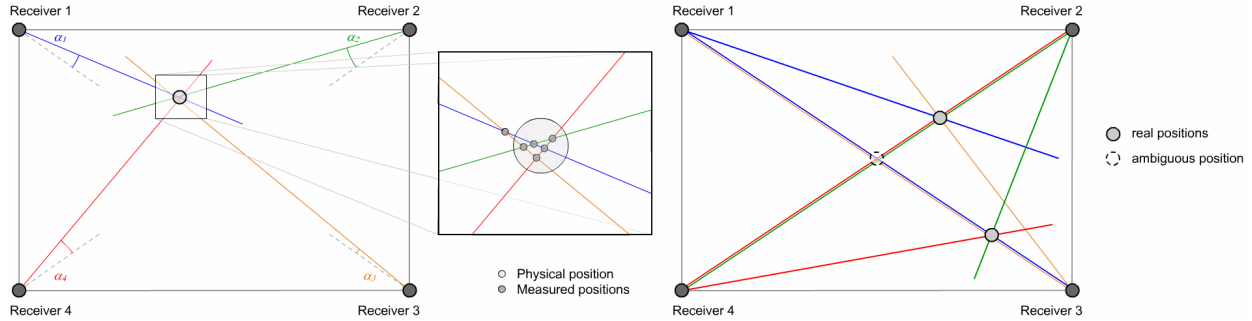 Receiver 1
Receiver 2
α1
α2
α4
α3
Receiver 4
Receiver 3
Physical position
Measured positions
Receiver 1
Receiver 2
real positions
ambiguous position
Receiver 4
Receiver 3